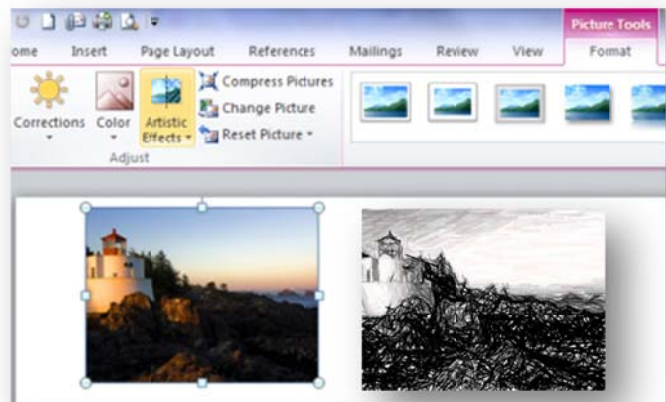 Picture Tools
ome Insert Page Layout References Mailings Review View Format
Corrections Color Artistic Effects
Compress Pictures
Change Picture
Reset Picture
Adjust